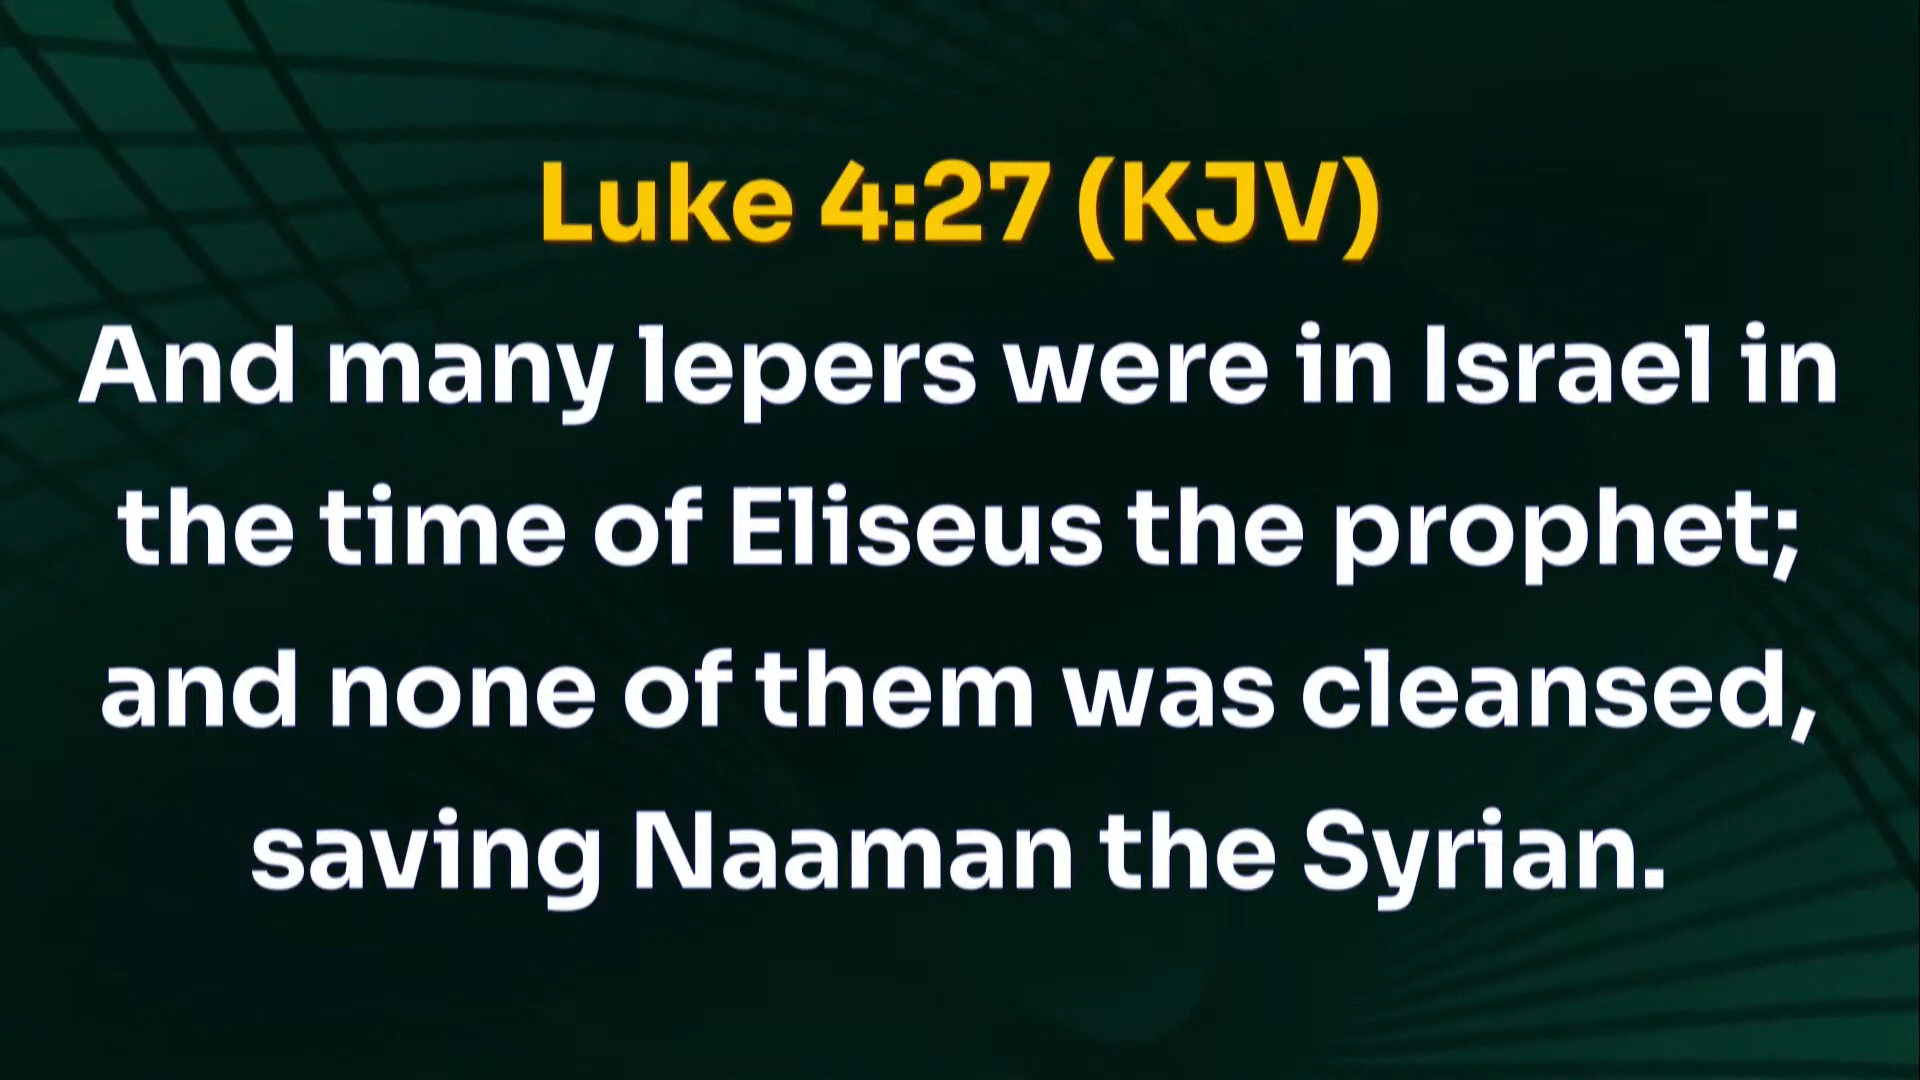 Luke 4:27 (KJV)
And many lepers were in Israel in
the time of Eliseus the prophet;
and none of them was cleansed,
saving Naaman the Syrian.